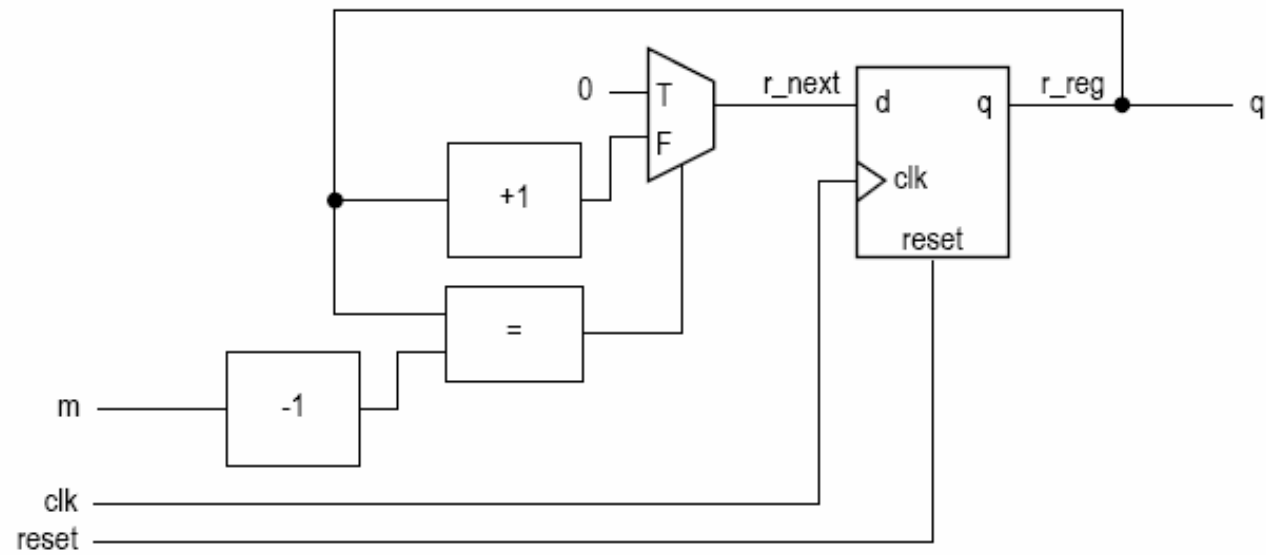 0
T
F
r_next
d
q
r_reg
q
+1
clk
reset
=
m
-1
clk
reset